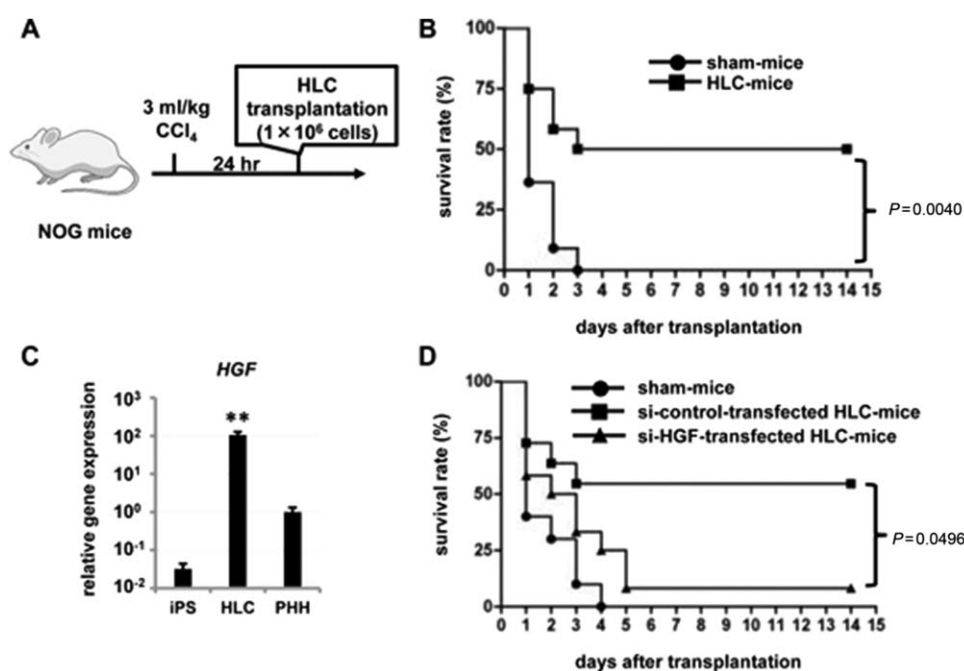 A
3 ml/kg
CCl₄
HLC
transplantation
(1 × 10⁶ cells)
24 hr
NOG mice
B
survival rate (%)
100
75
50
25
0
sham-mice
HLC-mice
P=0.0040
0 1 2 3 4 5 6 7 8 9 10 11 12 13 14 15
days after transplantation
C
HGF
relative gene expression
10³
10²
10¹
10⁰
10⁻¹
10⁻²
**
iPS HLC PHH
D
survival rate (%)
100
75
50
25
0
sham-mice
si-control-transfected HLC-mice
si-HGF-transfected HLC-mice
P=0.0496
0 1 2 3 4 5 6 7 8 9 10 11 12 13 14 15
days after transplantation